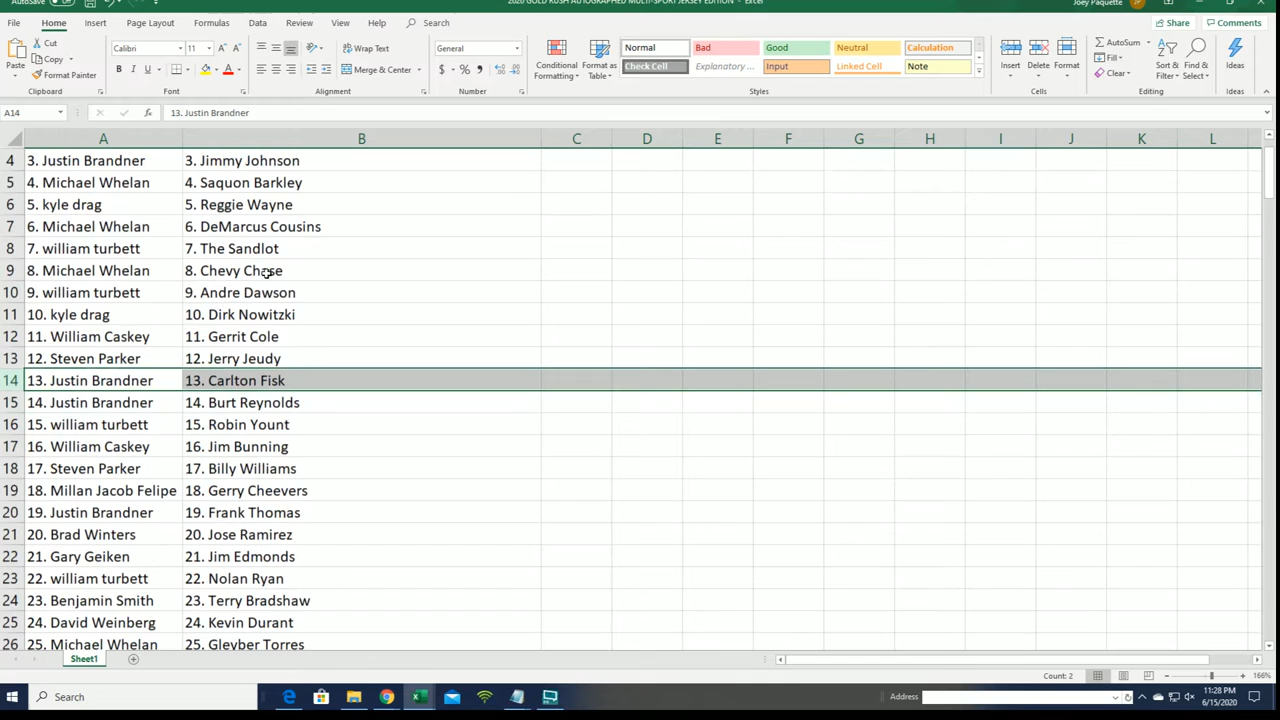 AutoSave 2020 GOLD RUSH AUTOGRAPHED MULTI-SPORT JERSEY EDITION - Excel Joey Paquette JP
File Home Insert Page Layout Formulas Data Review View Help Search Share Comments
Paste Cut Copy Format Painter Clipboard
Calibri 11 B I U Font
Wrap Text Merge & Center Alignment
General $ % Number
Conditional Formatting Format as Table
Normal Bad Good Neutral Calculation
Check Cell Explanatory ... Input Linked Cell Note
Styles
Insert Delete Format Cells
AutoSum Fill Clear Sort & Filter Find & Select Editing
Ideas Ideas
A14 fx 13. Justin Brandner
A B C D E F G H I J K L
4 3. Justin Brandner 3. Jimmy Johnson
5 4. Michael Whelan 4. Saquon Barkley
6 5. kyle drag 5. Reggie Wayne
7 6. Michael Whelan 6. DeMarcus Cousins
8 7. william turbett 7. The Sandlot
9 8. Michael Whelan 8. Chevy Chase
10 9. william turbett 9. Andre Dawson
11 10. kyle drag 10. Dirk Nowitzki
12 11. William Caskey 11. Gerrit Cole
13 12. Steven Parker 12. Jerry Jeudy
14 13. Justin Brandner 13. Carlton Fisk
15 14. Justin Brandner 14. Burt Reynolds
16 15. william turbett 15. Robin Yount
17 16. William Caskey 16. Jim Bunning
18 17. Steven Parker 17. Billy Williams
19 18. Millan Jacob Felipe 18. Gerry Cheevers
20 19. Justin Brandner 19. Frank Thomas
21 20. Brad Winters 20. Jose Ramirez
22 21. Gary Geiken 21. Jim Edmonds
23 22. william turbett 22. Nolan Ryan
24 23. Benjamin Smith 23. Terry Bradshaw
25 24. David Weinberg 24. Kevin Durant
26 25. Michael Whelan 25. Gleyber Torres
Sheet1
Count: 2 166%
Search Address 11:28 PM
6/15/2020